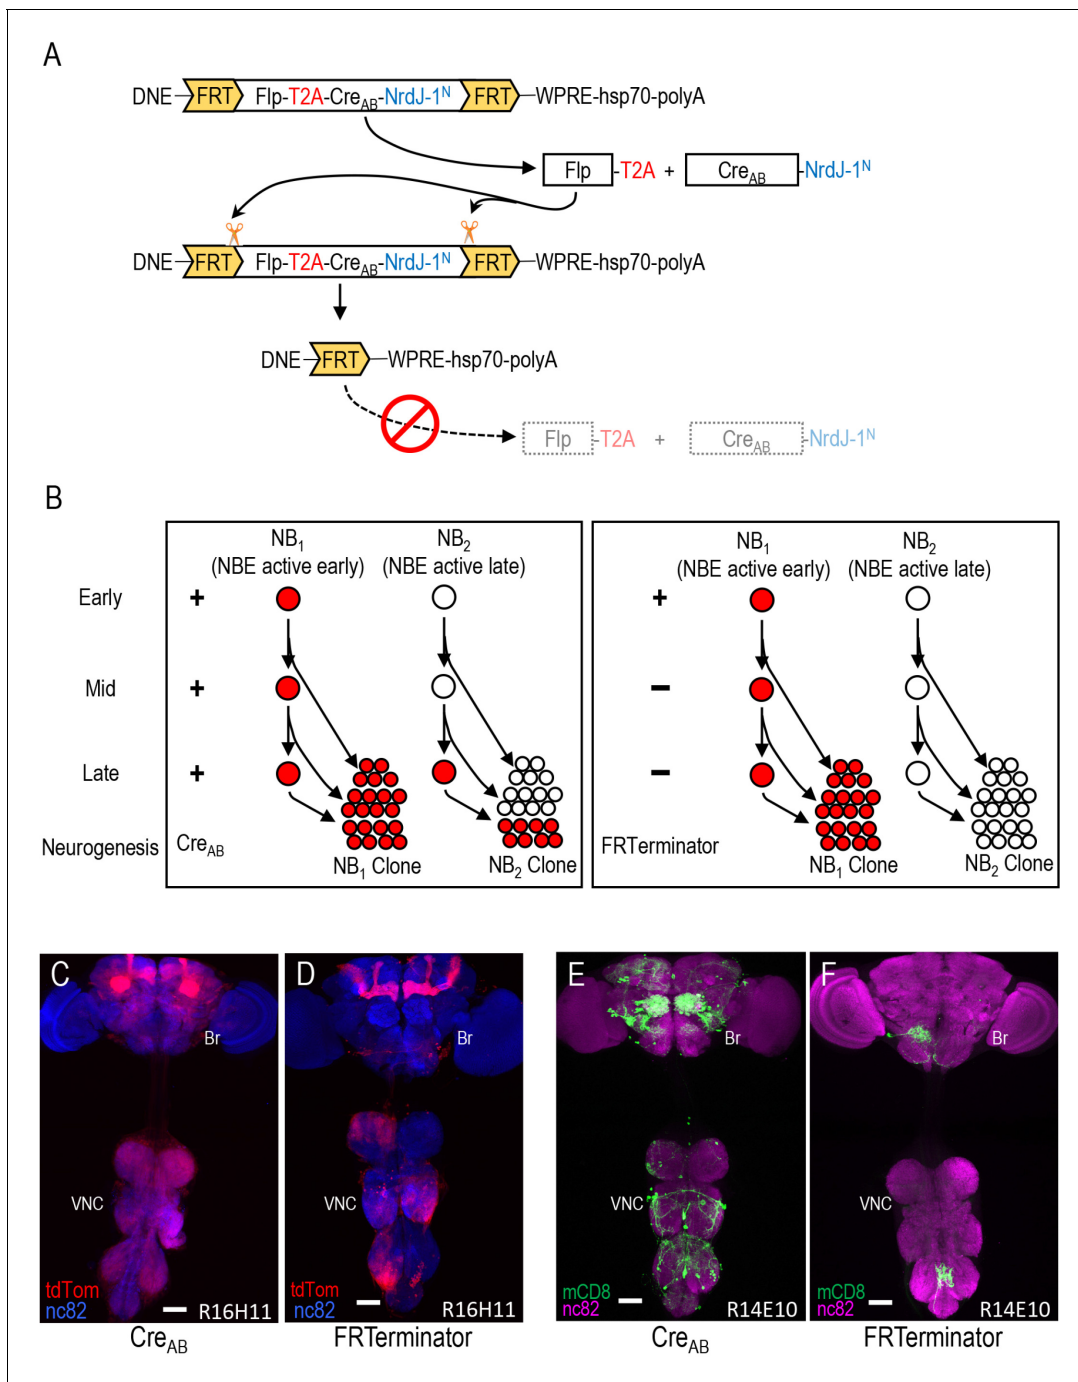 A
DNE FRT Flp-T2A-CreAB-NrdJ-1N FRT WPRE-hsp70-polyA
Flp -T2A + CreAB -NrdJ-1N
DNE FRT Flp-T2A-CreAB-NrdJ-1N FRT WPRE-hsp70-polyA
DNE FRT WPRE-hsp70-polyA
Flp -T2A + CreAB -NrdJ-1N
B
NB1 NB2 NB1 NB2
(NBE active early) (NBE active late) (NBE active early) (NBE active late)
Early + +
Mid + −
Late + −
Neurogenesis CreAB FRTerminator
NB1 Clone NB2 Clone NB1 Clone NB2 Clone
C
Br
VNC
tdTom
nc82
R16H11
CreAB
D
Br
VNC
tdTom
nc82
R16H11
FRTerminator
E
Br
VNC
mCD8
nc82
R14E10
CreAB
F
Br
VNC
mCD8
nc82
R14E10
FRTerminator